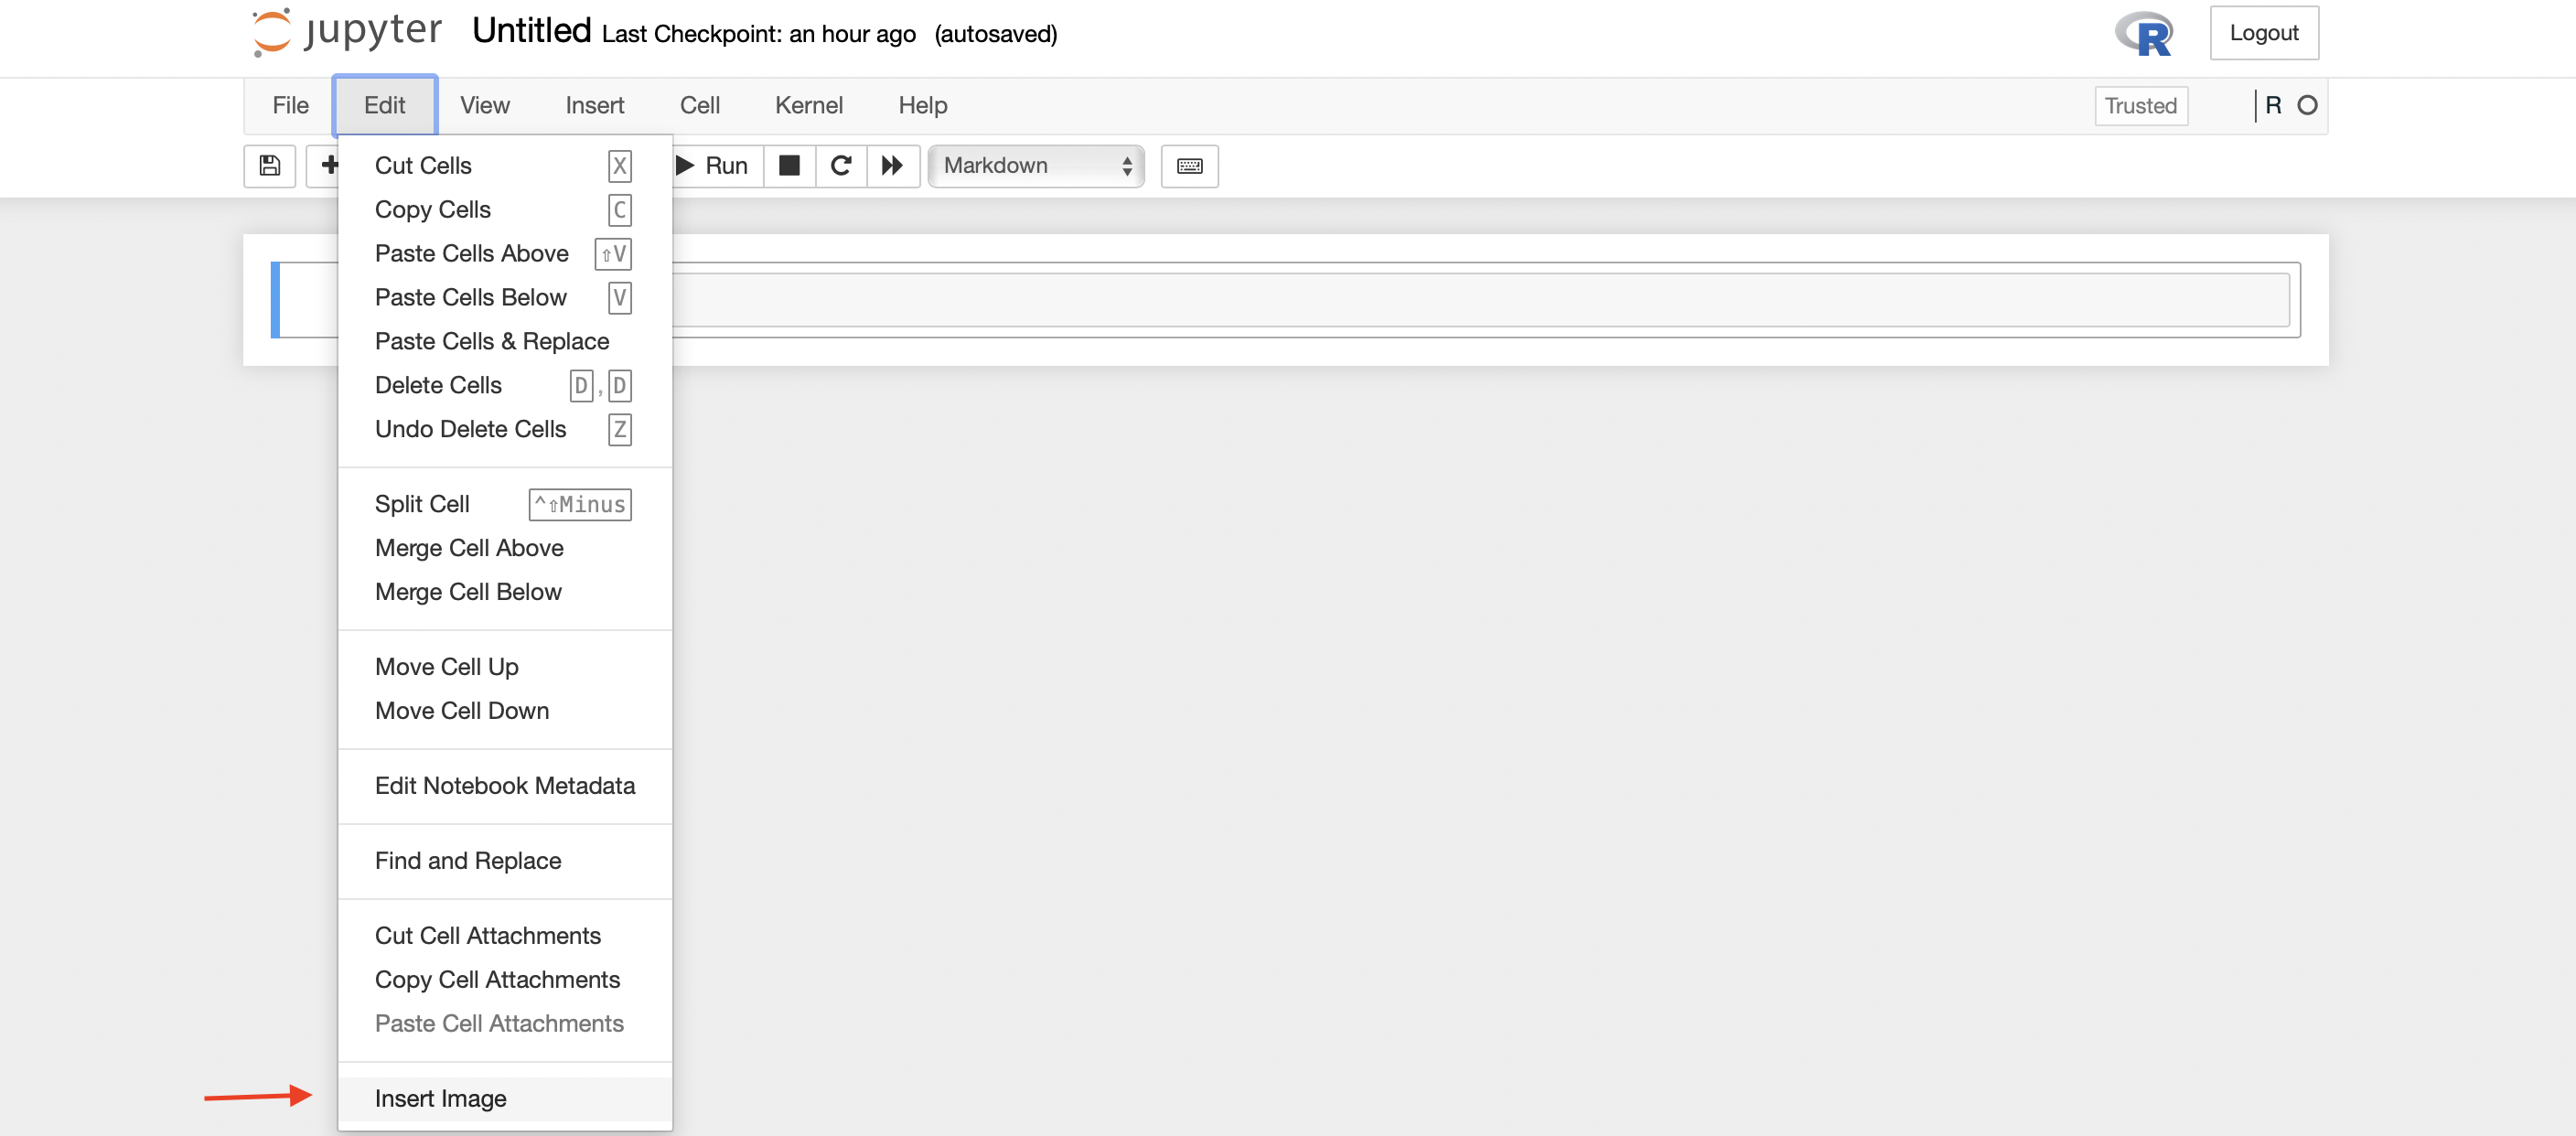 jupyter Untitled Last Checkpoint: an hour ago (autosaved) R Logout
File Edit View Insert Cell Kernel Help Trusted R
Run Markdown
Cut Cells X
Copy Cells C
Paste Cells Above ⇧V
Paste Cells Below V
Paste Cells & Replace
Delete Cells D,D
Undo Delete Cells Z
Split Cell ^⇧Minus
Merge Cell Above
Merge Cell Below
Move Cell Up
Move Cell Down
Edit Notebook Metadata
Find and Replace
Cut Cell Attachments
Copy Cell Attachments
Paste Cell Attachments
Insert Image